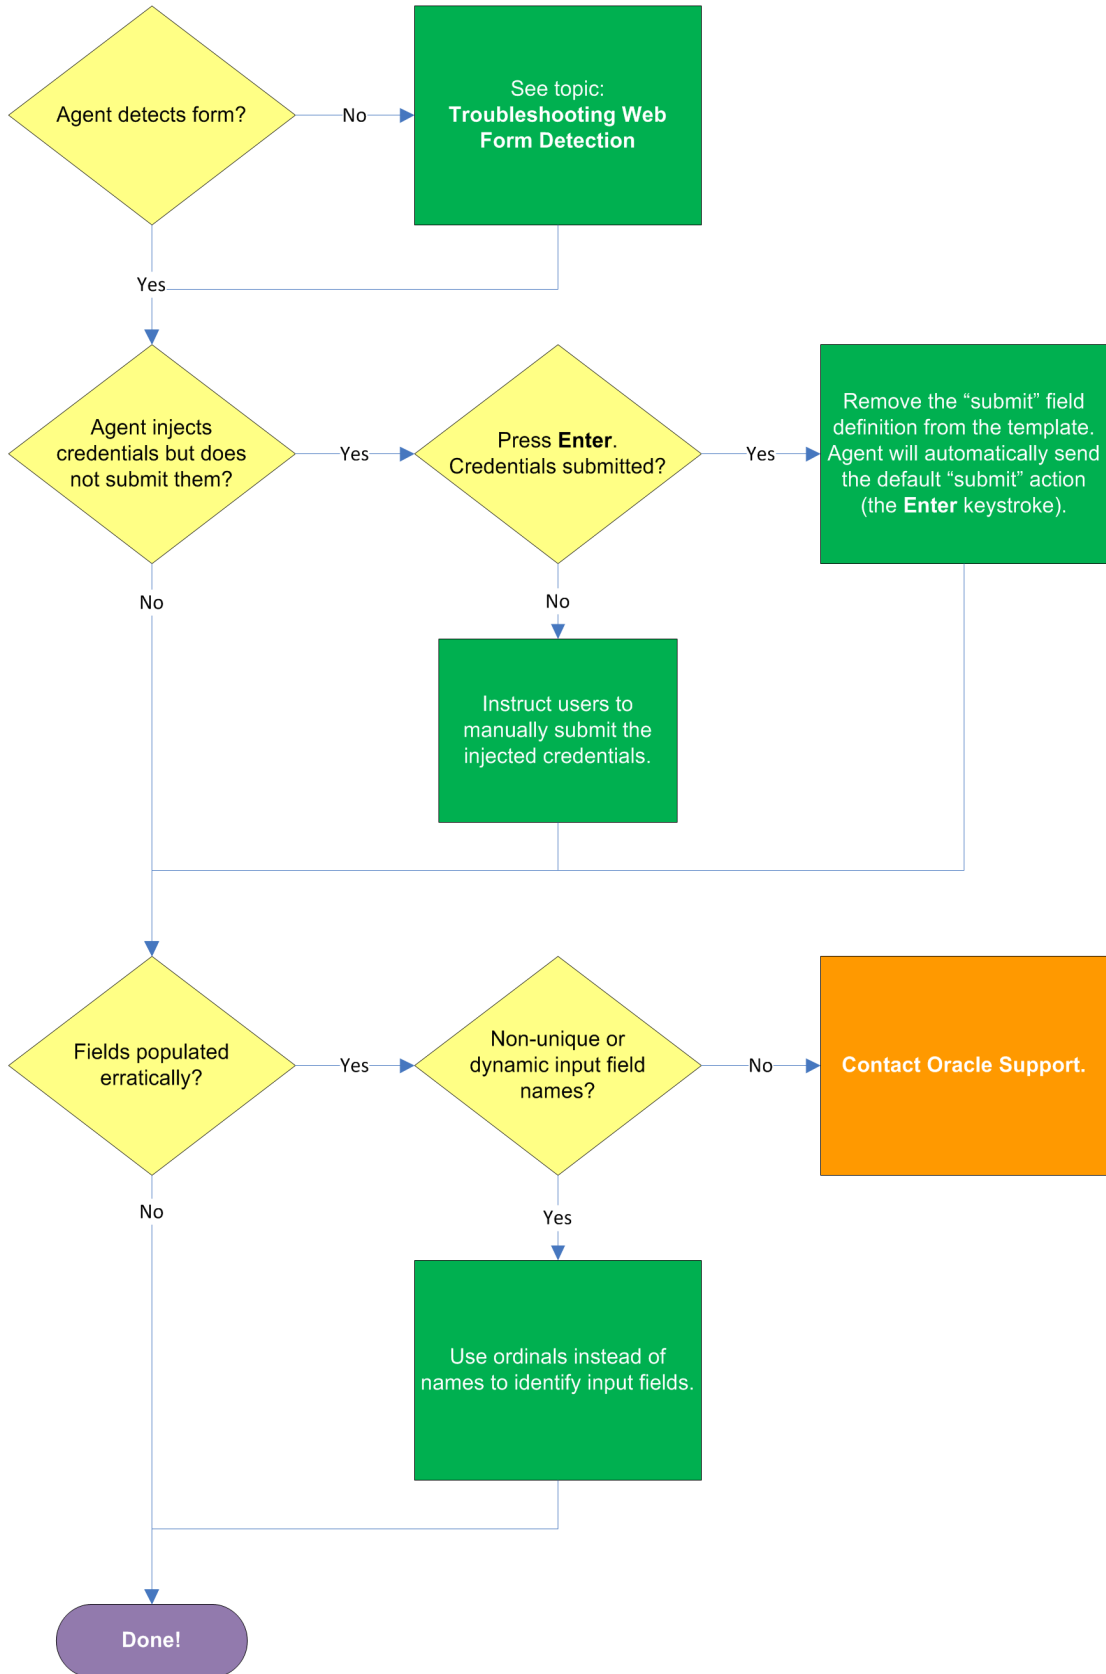 Agent detects form?
No
See topic:
Troubleshooting Web
Form Detection
Yes
Agent injects
credentials but does
not submit them?
Yes
Press Enter.
Credentials submitted?
Yes
Remove the “submit” field
definition from the template.
Agent will automatically send
the default “submit” action
(the Enter keystroke).
No
No
Instruct users to
manually submit the
injected credentials.
Fields populated
erratically?
Yes
Non-unique or
dynamic input field
names?
No
Contact Oracle Support.
No
Yes
Use ordinals instead of
names to identify input fields.
Done!